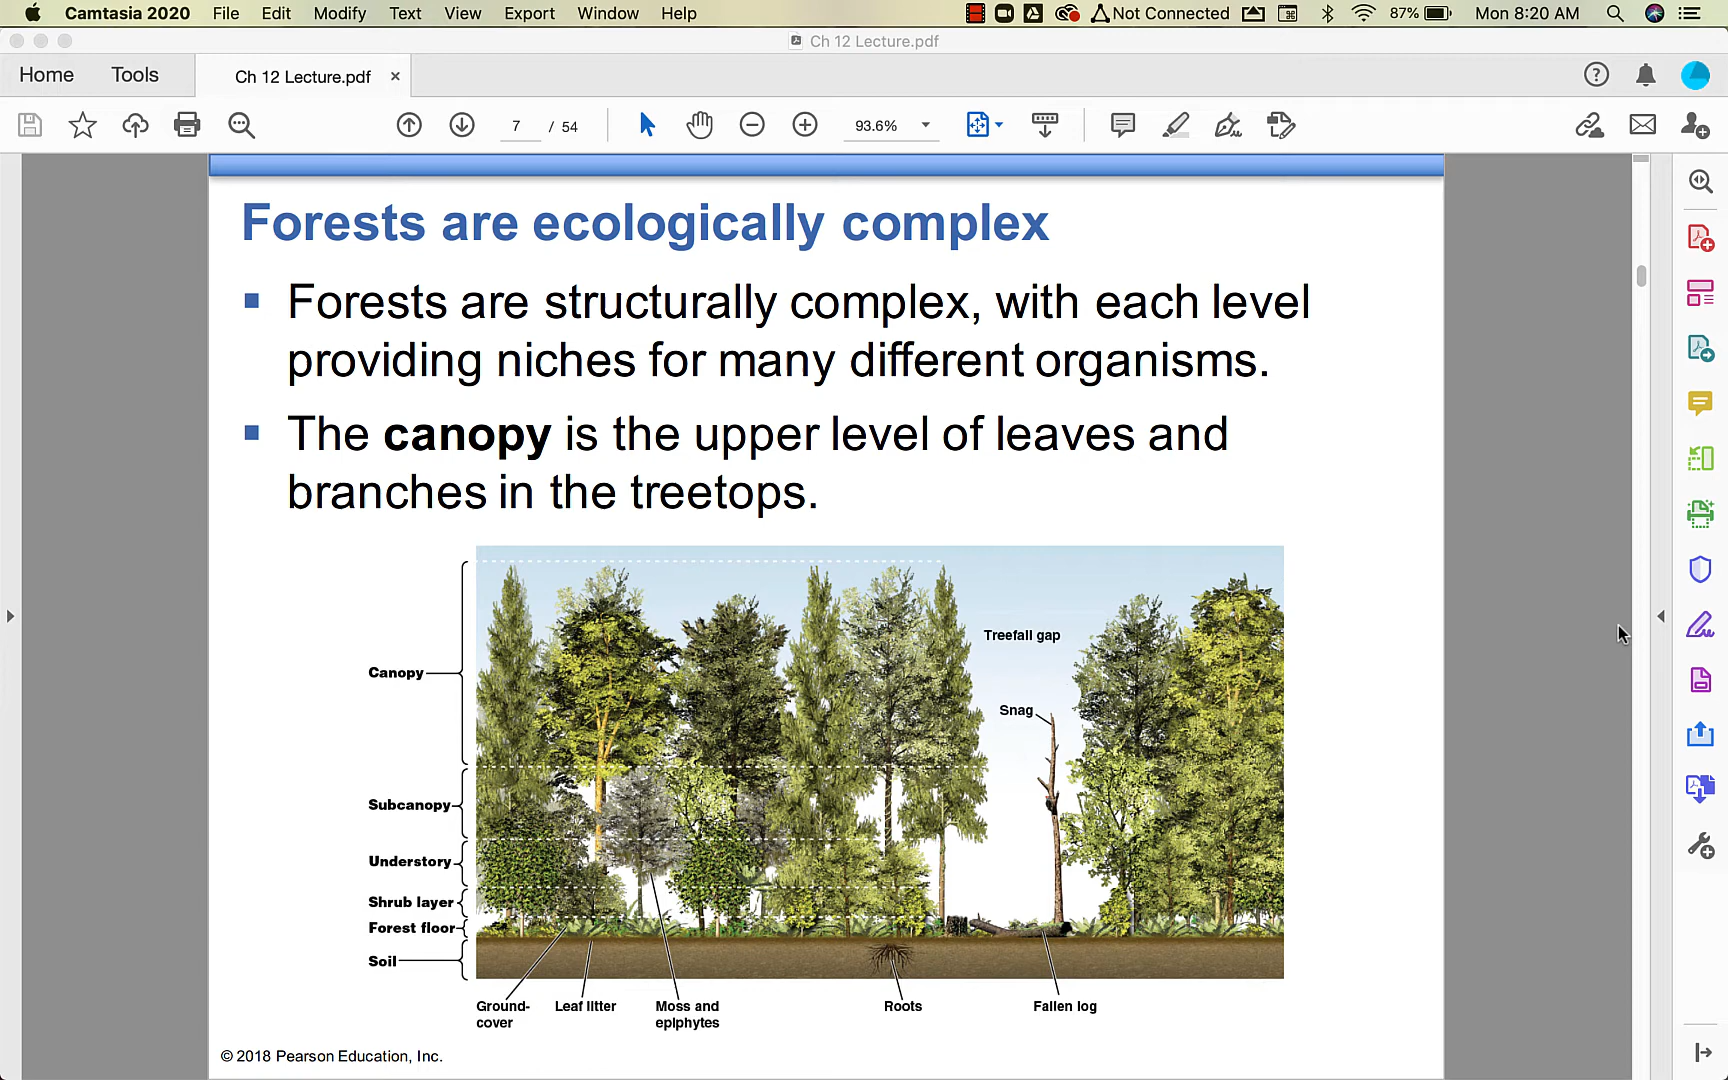 Camtasia 2020 File Edit Modify Text View Export Window Help Not Connected 87% Mon 8:20 AM
Ch 12 Lecture.pdf
Home Tools Ch 12 Lecture.pdf ×
7 / 54 93.6%
Forests are ecologically complex
Forests are structurally complex, with each level
providing niches for many different organisms.
The canopy is the upper level of leaves and
branches in the treetops.
Treefall gap
Canopy
Snag
Subcanopy
Understory
Shrub layer
Forest floor
Soil
Ground-
cover
Leaf litter
Moss and
epiphytes
Roots
Fallen log
© 2018 Pearson Education, Inc.